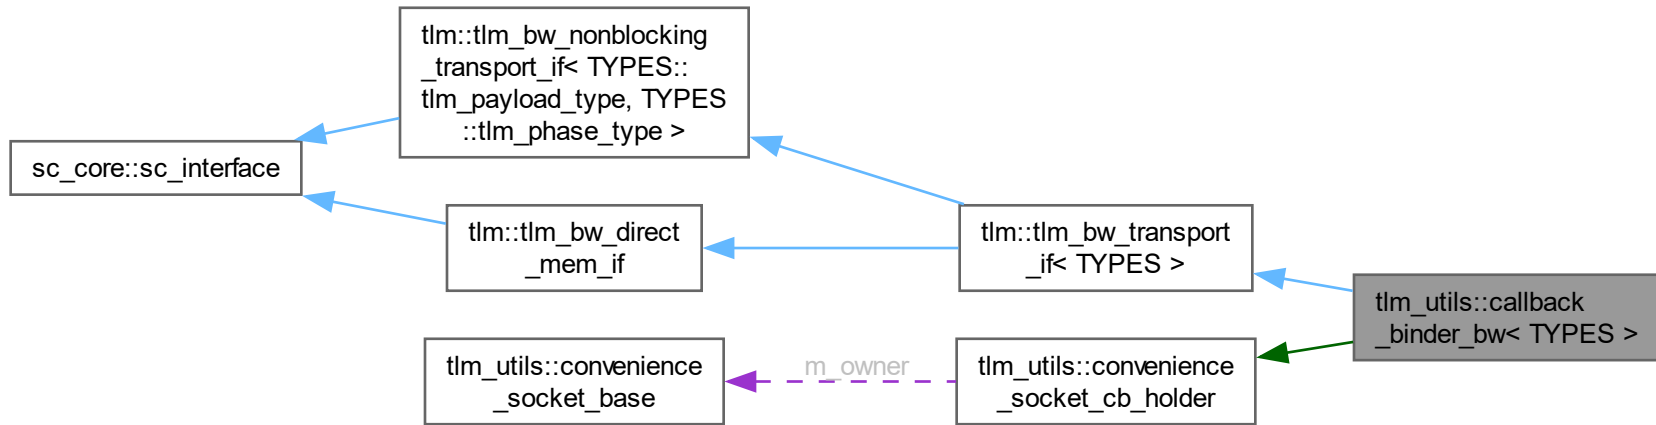 tlm::tlm_bw_nonblocking
_transport_if< TYPES::
tlm_payload_type, TYPES
::tlm_phase_type >
sc_core::sc_interface
tlm::tlm_bw_direct
_mem_if
tlm::tlm_bw_transport
_if< TYPES >
tlm_utils::callback
_binder_bw< TYPES >
tlm_utils::convenience
_socket_base
m_owner
tlm_utils::convenience
_socket_cb_holder